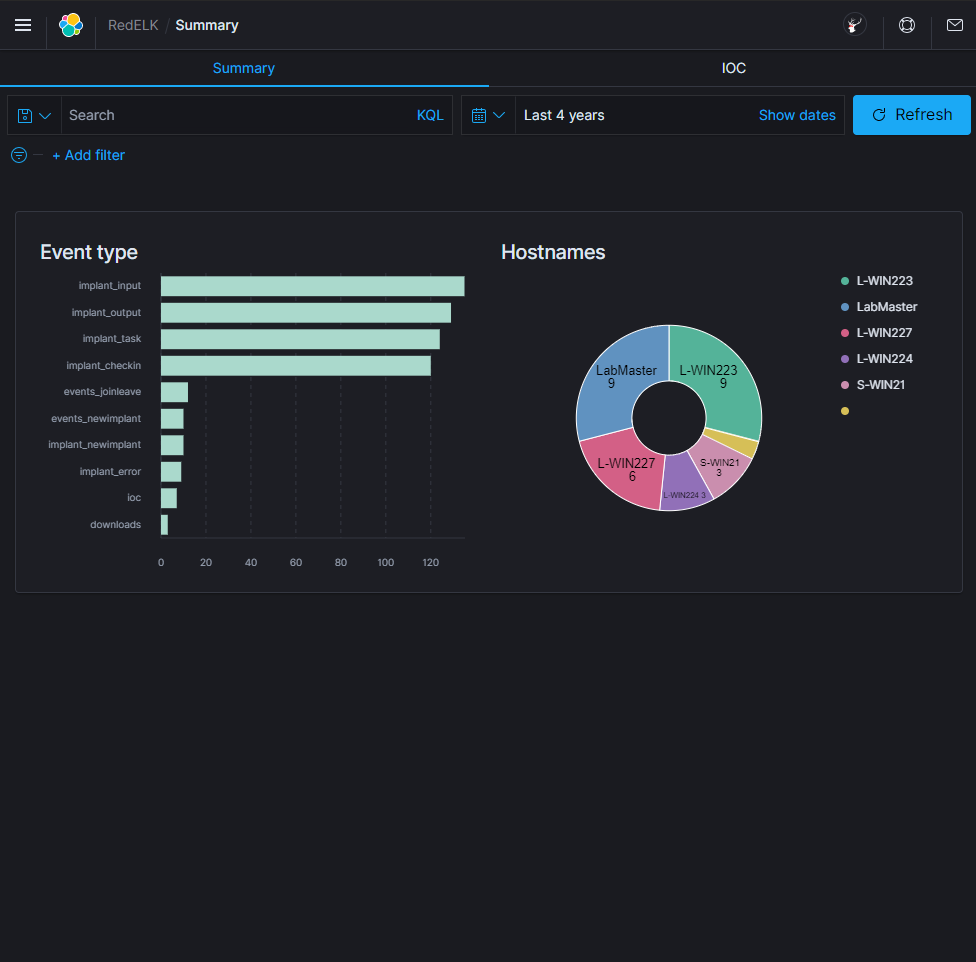 RedELK / Summary
Summary IOC
Search KQL Last 4 years Show dates Refresh
+ Add filter
Event type
implant_input
implant_output
implant_task
implant_checkin
events_joinleave
events_newimplant
implant_newimplant
implant_error
ioc
downloads
0 20 40 60 80 100 120
Hostnames
LabMaster
9
L-WIN223
9
L-WIN227
6
S-WIN21
3
L-WIN224 3
L-WIN223
LabMaster
L-WIN227
L-WIN224
S-WIN21